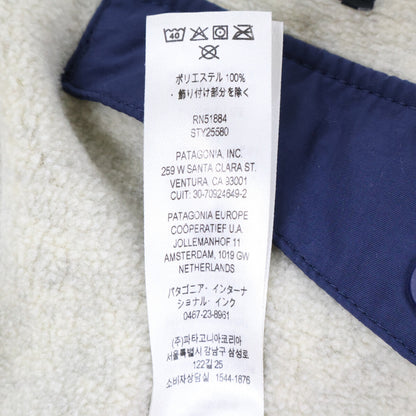 40
ポリエステル 100%
・飾り付け部分を除く
RN51884
STY25580
PATAGONIA, INC.
259 W SANTA CLARA ST.
VENTURA, CA 93001
CUIT: 30-70924649-2
PATAGONIA EUROPE
COÖPERATIEF U.A.
JOLLEMANHOF 11
AMSTERDAM, 1019 GW
NETHERLANDS
パタゴニア・インターナ
ショナル・インク
0467-23-8961
(주)파타고니아코리아
서울특별시 강남구 삼성로
122길 25
소비자상담실 1544-1876